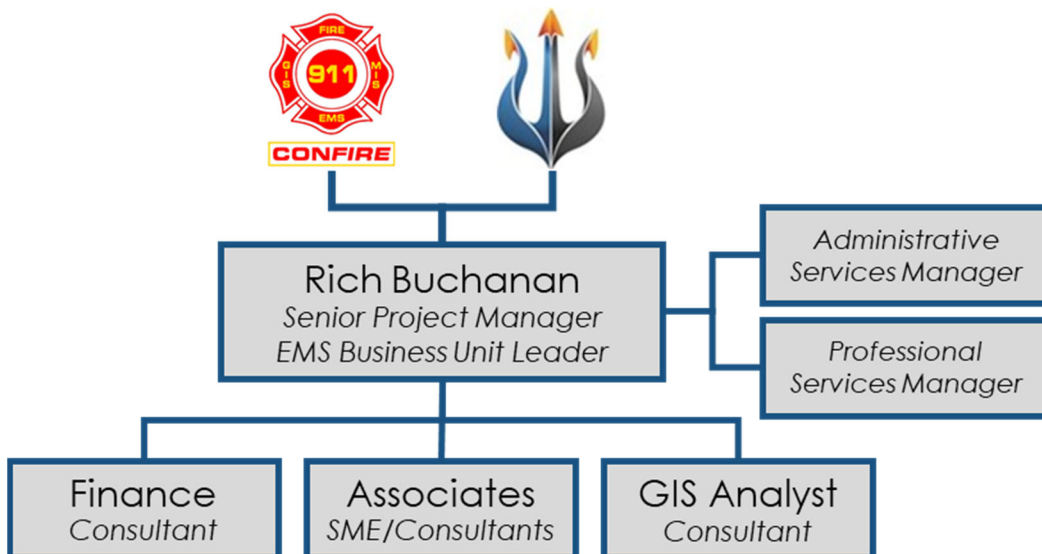 FIRE
GIS
911
MIS
EMS
CONFIRE
Rich Buchanan
Senior Project Manager
EMS Business Unit Leader
Administrative
Services Manager
Professional
Services Manager
Finance
Consultant
Associates
SME/Consultants
GIS Analyst
Consultant